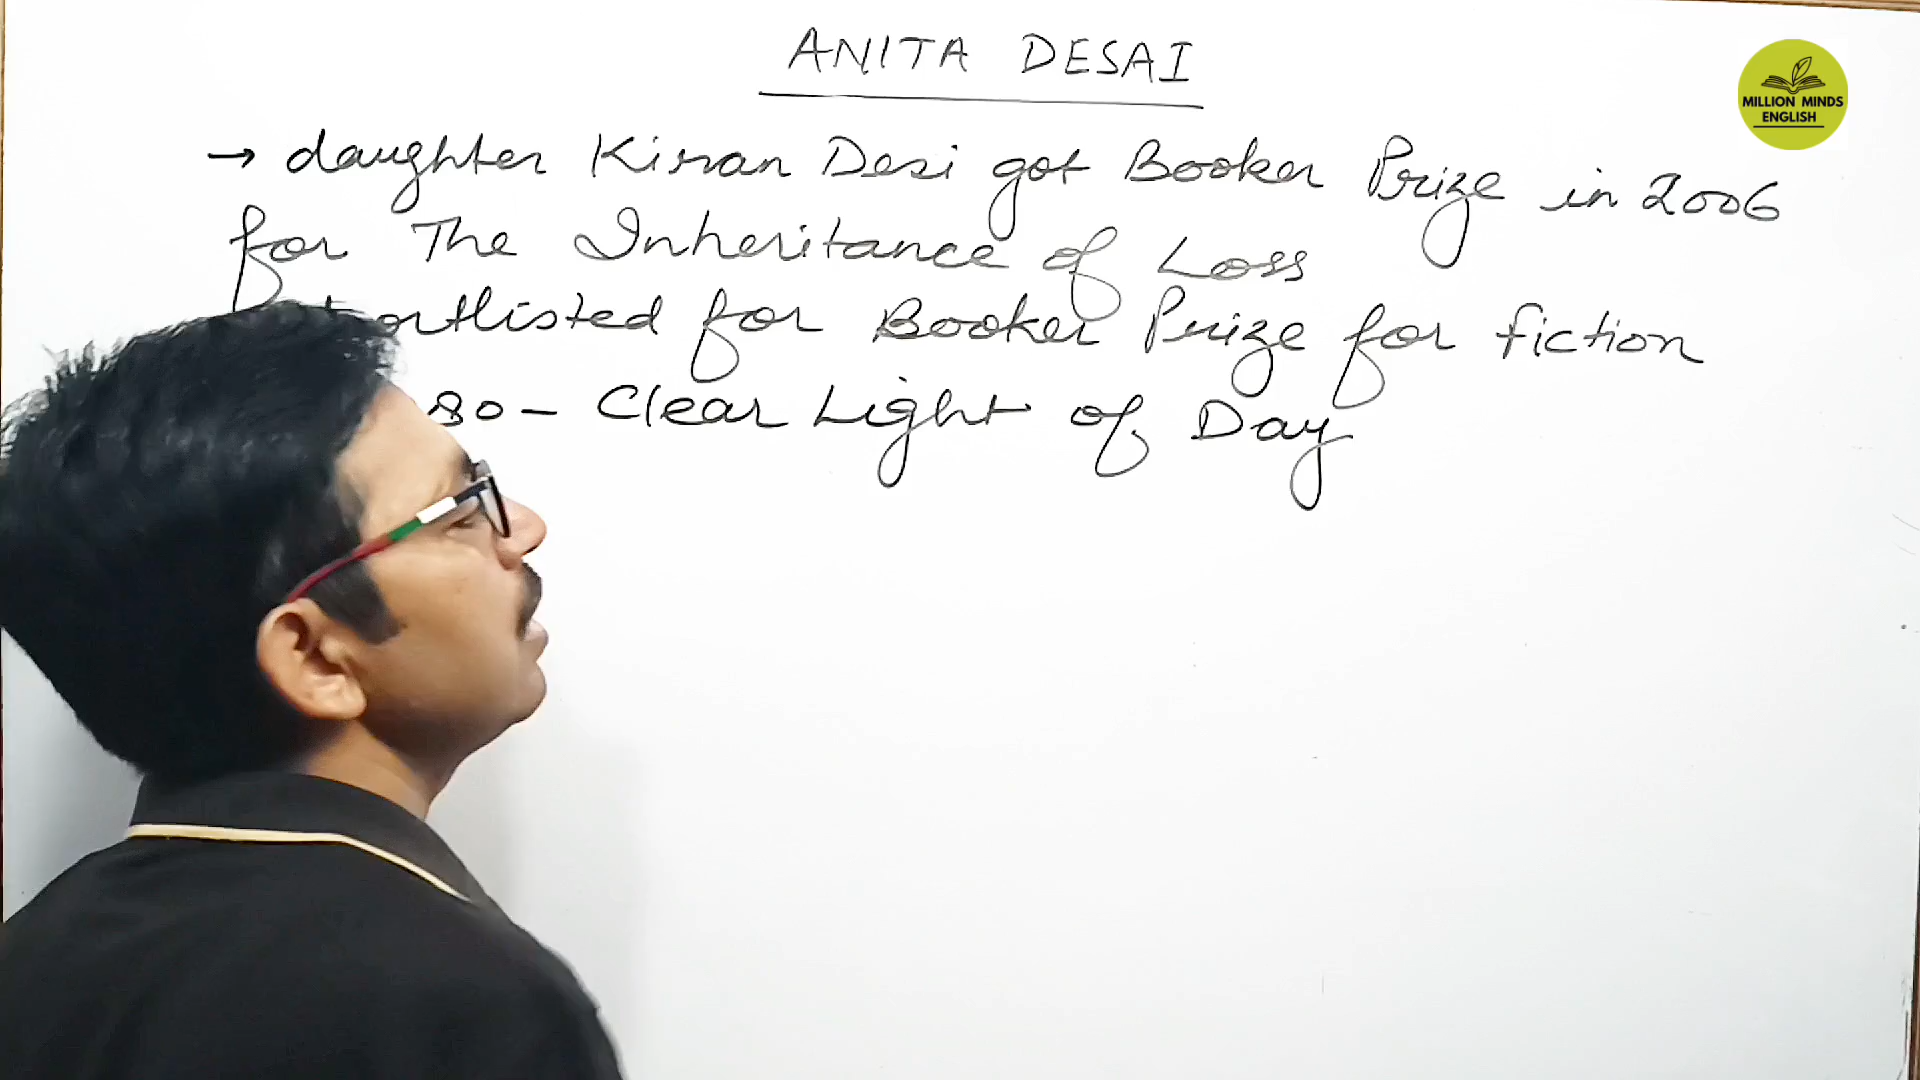 ANITA DESAI
MILLION MINDS
ENGLISH
→ daughter Kiran Desi got Booker Prize in 2006
for The Inheritance of Loss
for Booker Prize for fiction
80 - Clear Light of Day